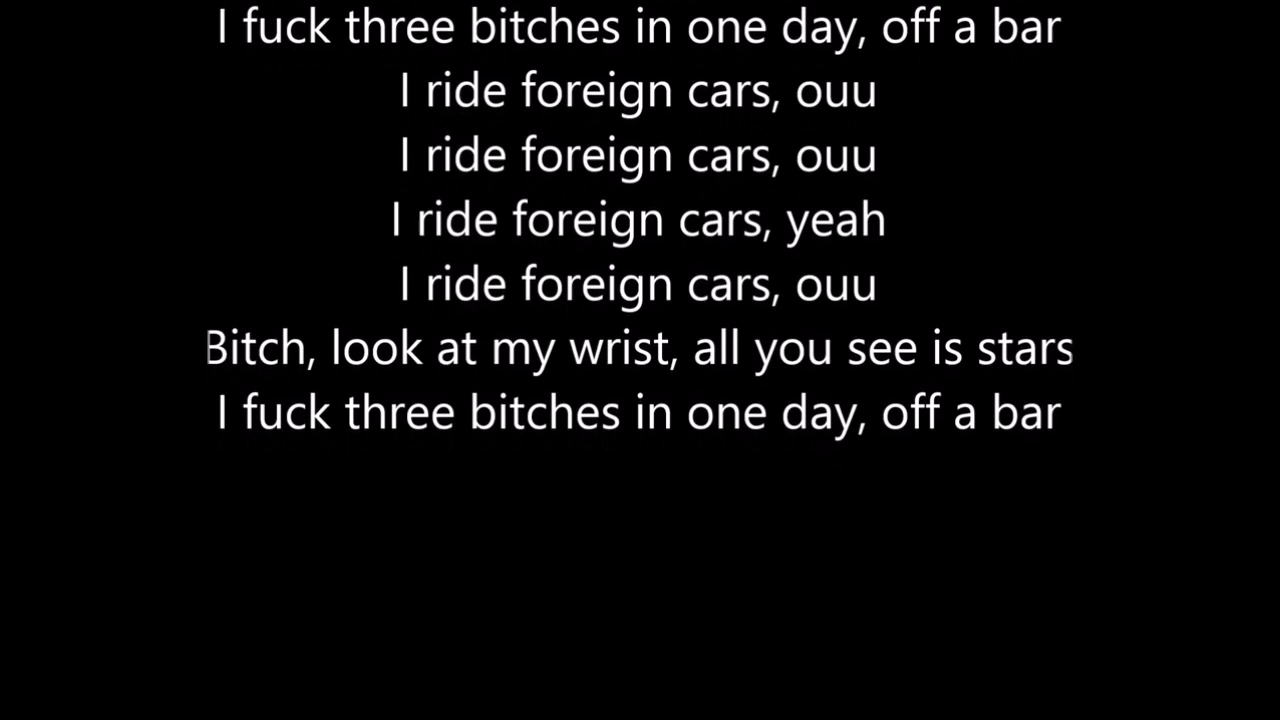 I fuck three bitches in one day, off a bar
I ride foreign cars, ouu
I ride foreign cars, ouu
I ride foreign cars, yeah
I ride foreign cars, ouu
Bitch, look at my wrist, all you see is stars
I fuck three bitches in one day, off a bar